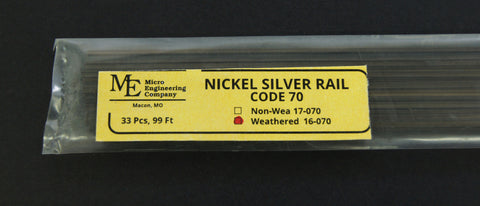 ME Micro
Engineering
Company
Macon, MO
33 Pcs, 99 Ft
NICKEL SILVER RAIL
CODE 70
Non-Wea 17-070
Weathered 16-070